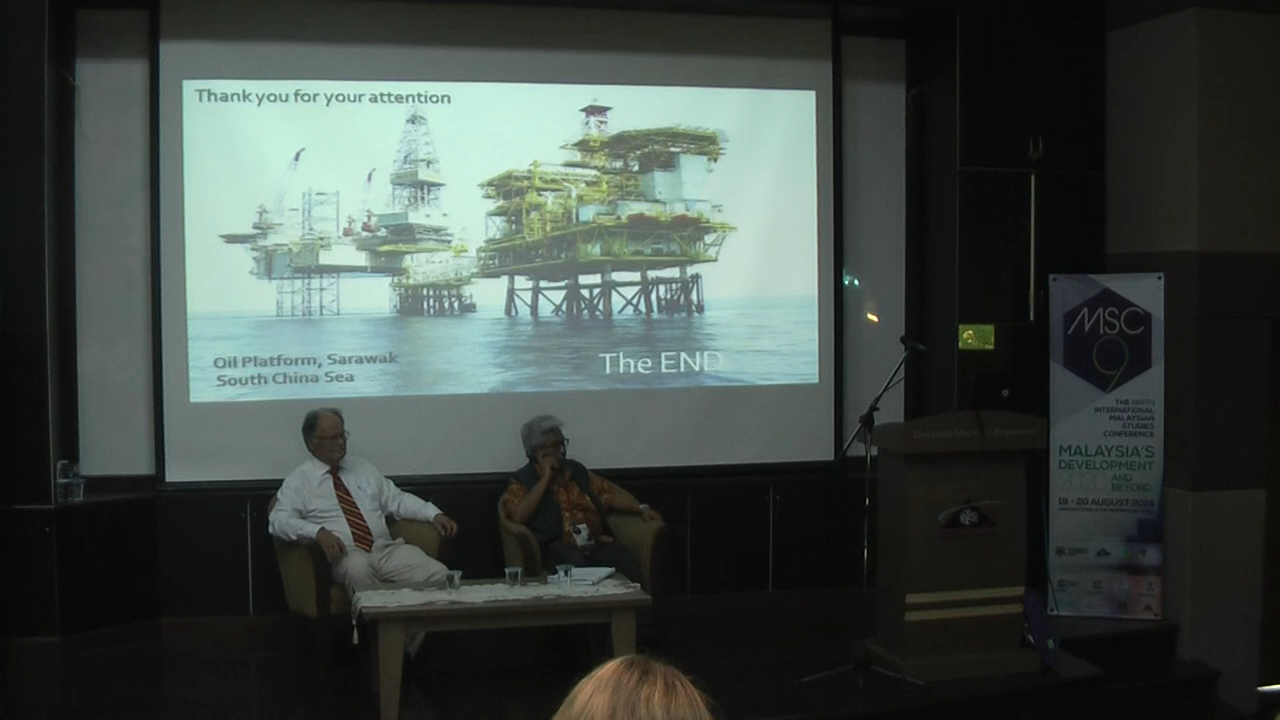 Thank you for your attention
Oil Platform, Sarawak
South China Sea
The END
MSC
9
THE NINTH
INTERNATIONAL
MALAYSIAN
STUDIES
CONFERENCE
MALAYSIA'S
DEVELOPMENT
AND
BEYOND
18 - 20 AUGUST 2014